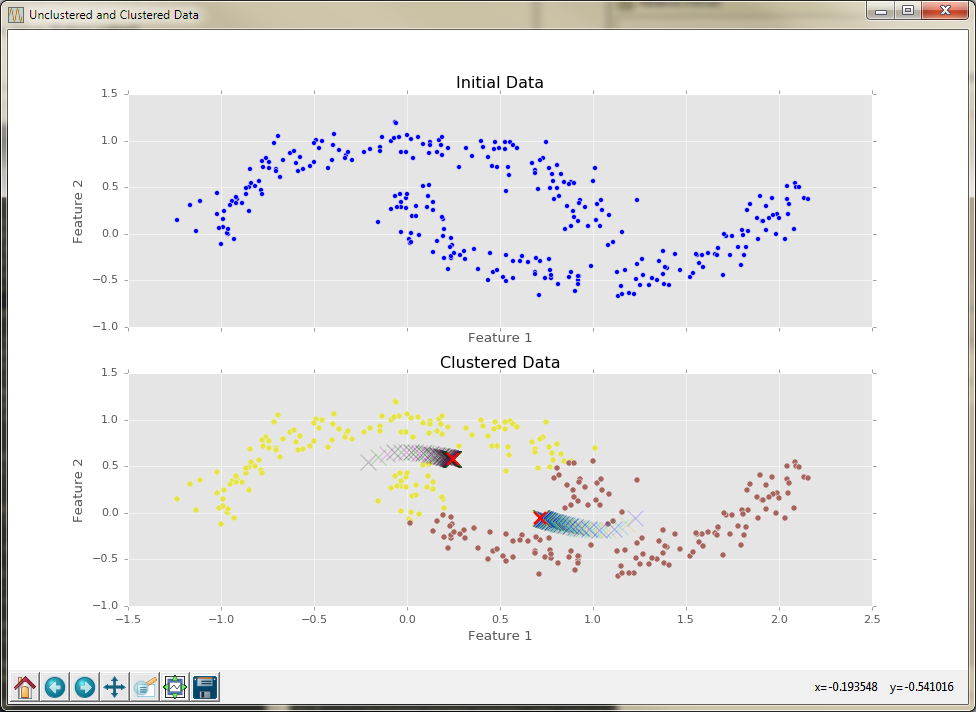 Unclustered and Clustered Data
Initial Data
1.5
1.0
0.5
0.0
−0.5
−1.0
Feature 2
Feature 1
Clustered Data
1.5
1.0
0.5
0.0
−0.5
−1.0
Feature 2
−1.5 −1.0 −0.5 0.0 0.5 1.0 1.5 2.0 2.5
Feature 1
x=-0.193548 y=-0.541016